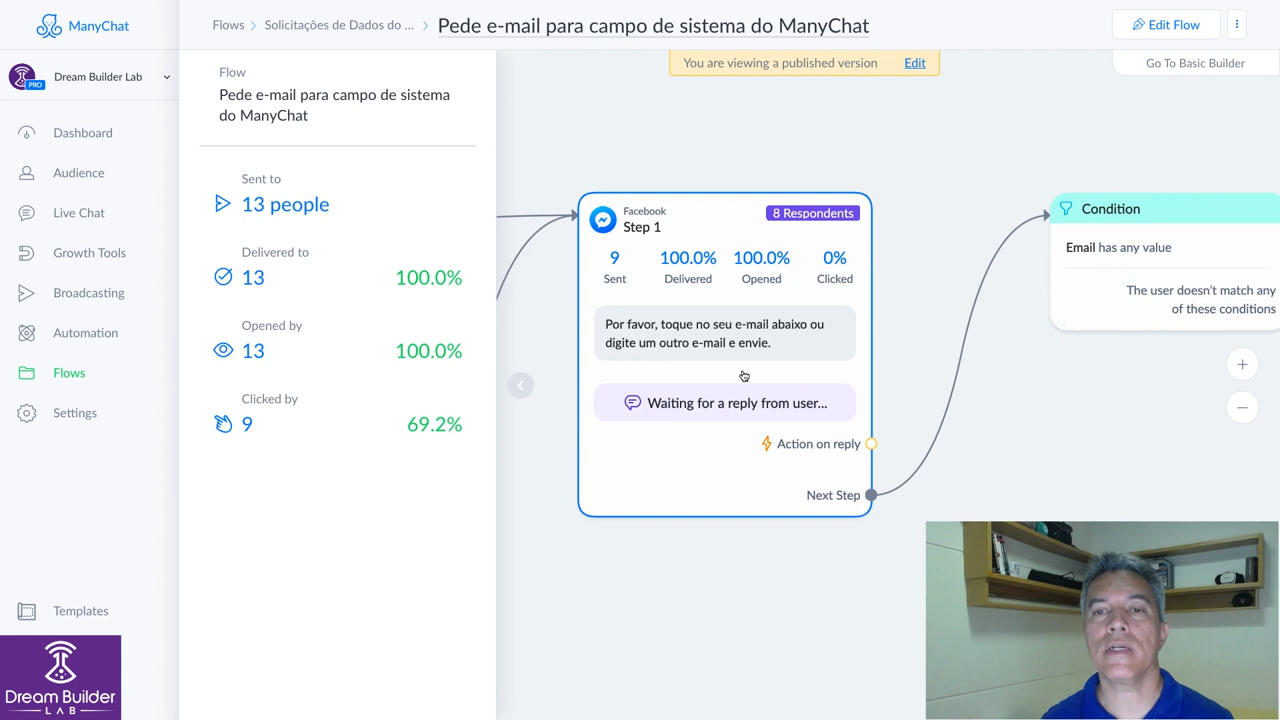 ManyChat
Flows
Solicitações de Dados do ...
Pede e-mail para campo de sistema do ManyChat
Edit Flow
Dream Builder Lab
PRO
You are viewing a published version
Edit
Go To Basic Builder
Dashboard
Audience
Live Chat
Growth Tools
Broadcasting
Automation
Flows
Settings
Templates
Dream Builder
LAB
Flow
Pede e-mail para campo de sistema
do ManyChat
Sent to
13 people
Delivered to
13 100.0%
Opened by
13 100.0%
Clicked by
9 69.2%
Facebook
Step 1
8 Respondents
9 100.0% 100.0% 0%
Sent Delivered Opened Clicked
Por favor, toque no seu e-mail abaixo ou
digite um outro e-mail e envie.
Waiting for a reply from user...
Action on reply
Next Step
Condition
Email has any value
The user doesn't match any
of these conditions